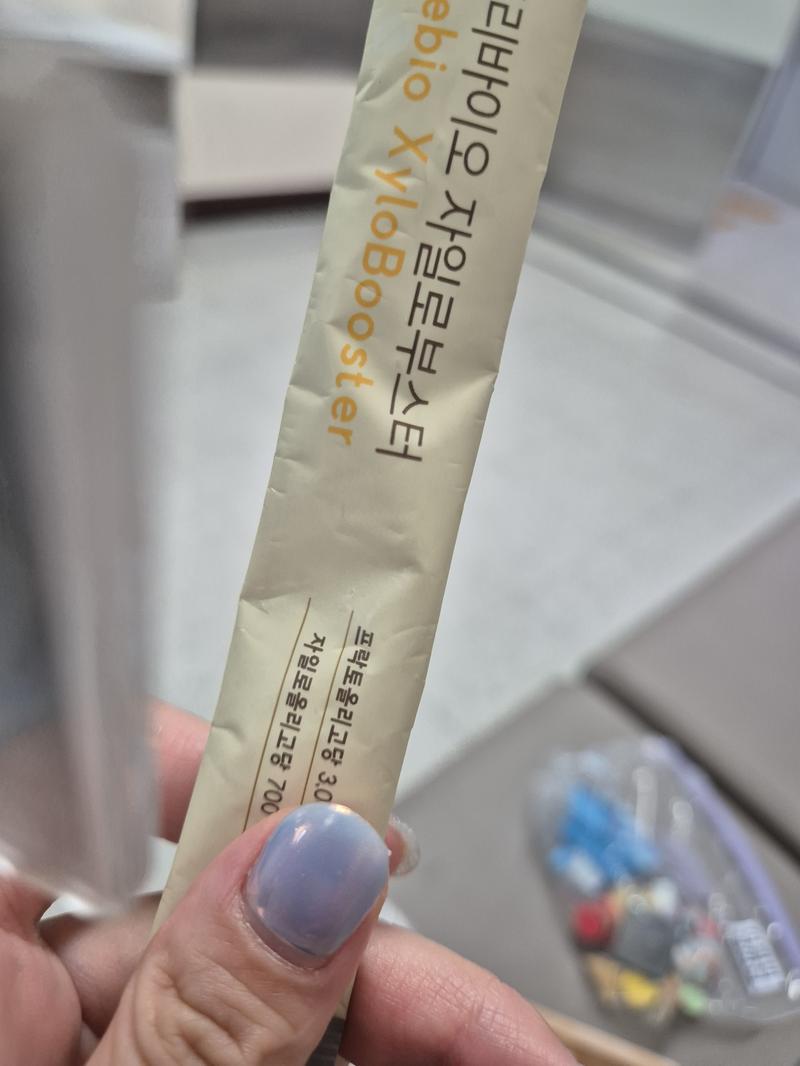 리바이오 자일로부스터
ebio XyloBooster
프락토올리고당 3,0
자일로올리고당 700